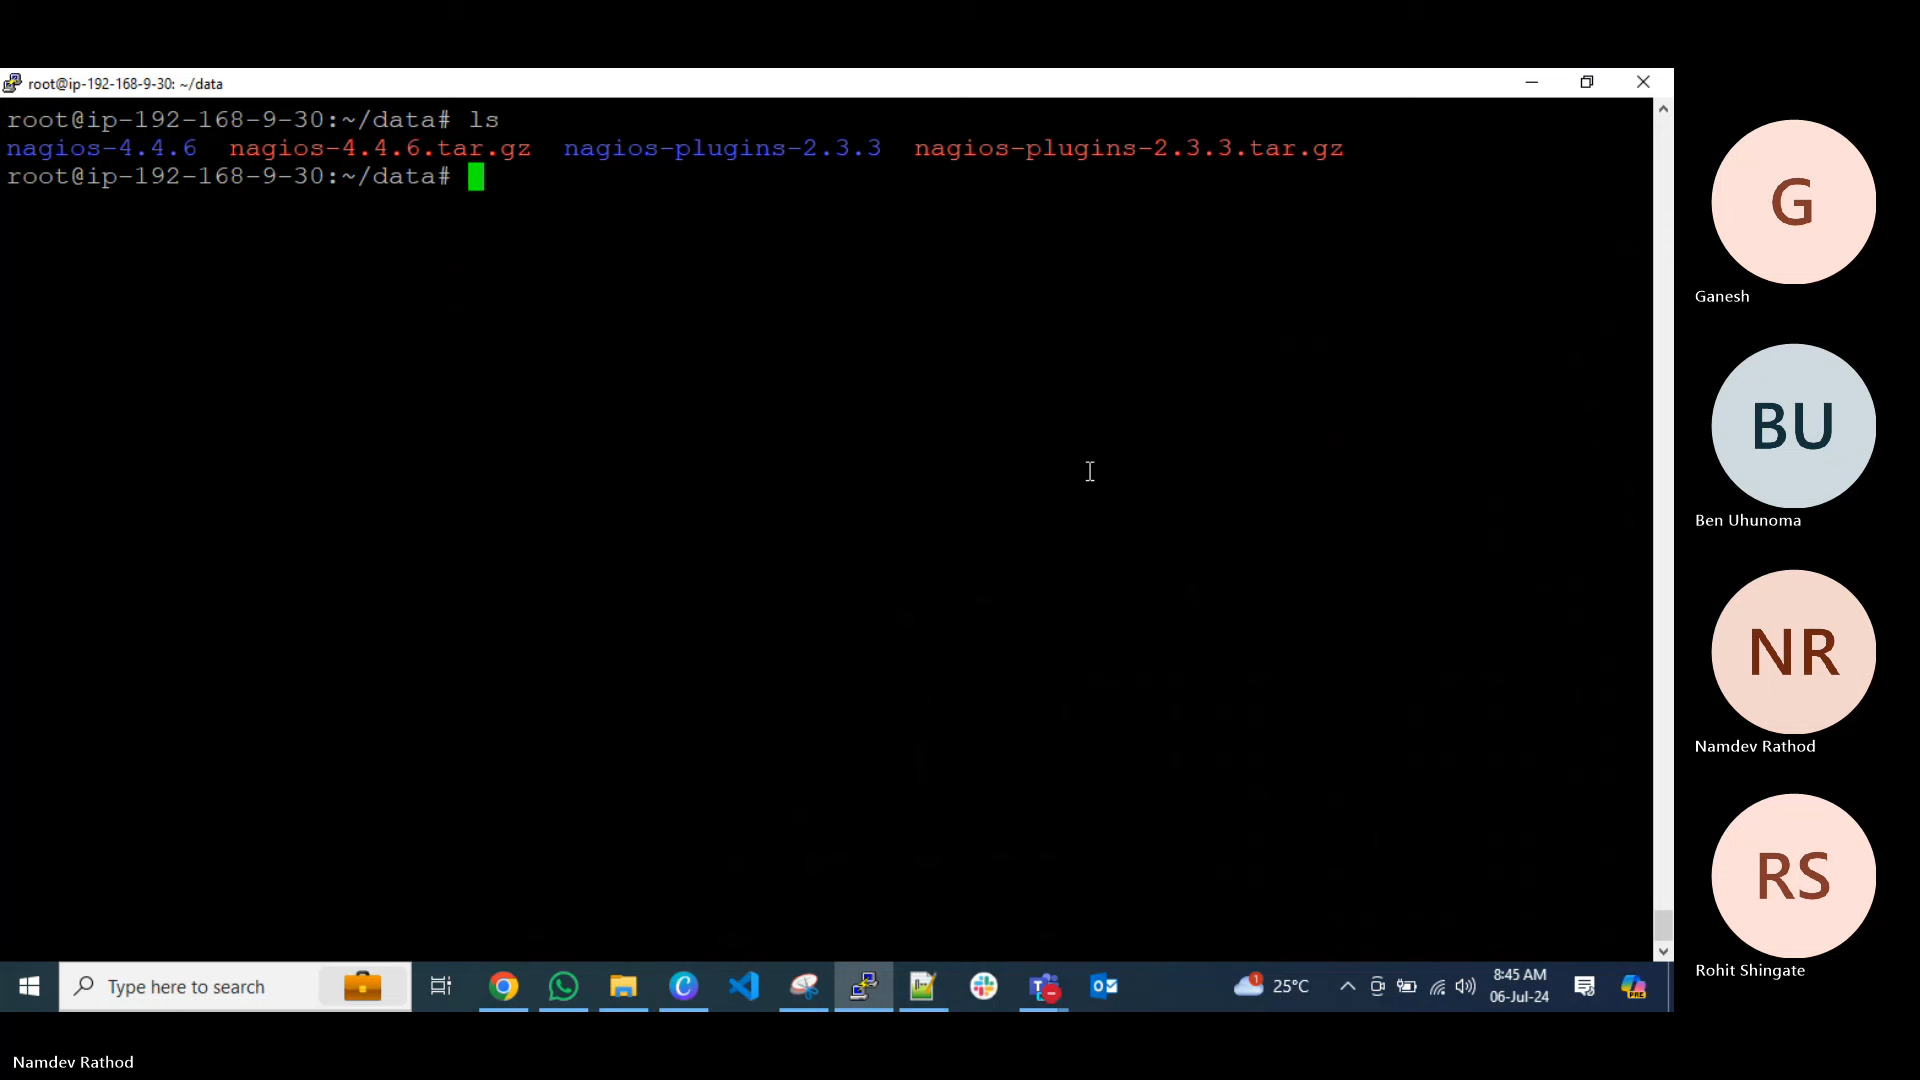 root@ip-192-168-9-30: ~/data
root@ip-192-168-9-30:~/data# ls
nagios-4.4.6 nagios-4.4.6.tar.gz nagios-plugins-2.3.3 nagios-plugins-2.3.3.tar.gz
root@ip-192-168-9-30:~/data#
G
Ganesh
BU
Ben Uhunoma
NR
Namdev Rathod
RS
Rohit Shingate
Type here to search
1
25°C
8:45 AM
06-Jul-24
PRE
Namdev Rathod